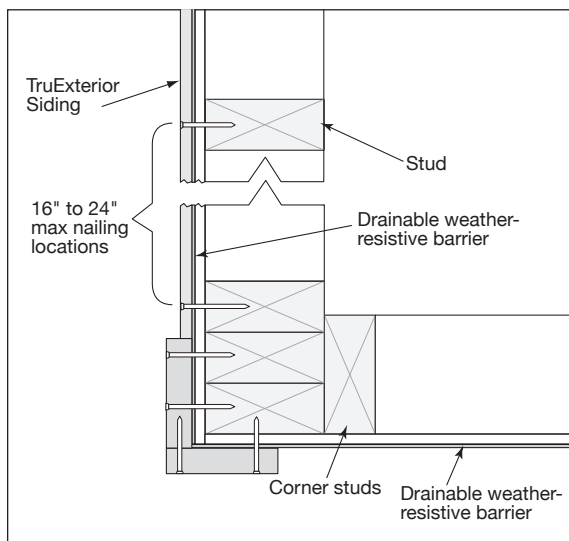 TruExterior
Siding
Stud
16" to 24"
max nailing
locations
Drainable weather-
resistive barrier
Corner studs
Drainable weather-
resistive barrier